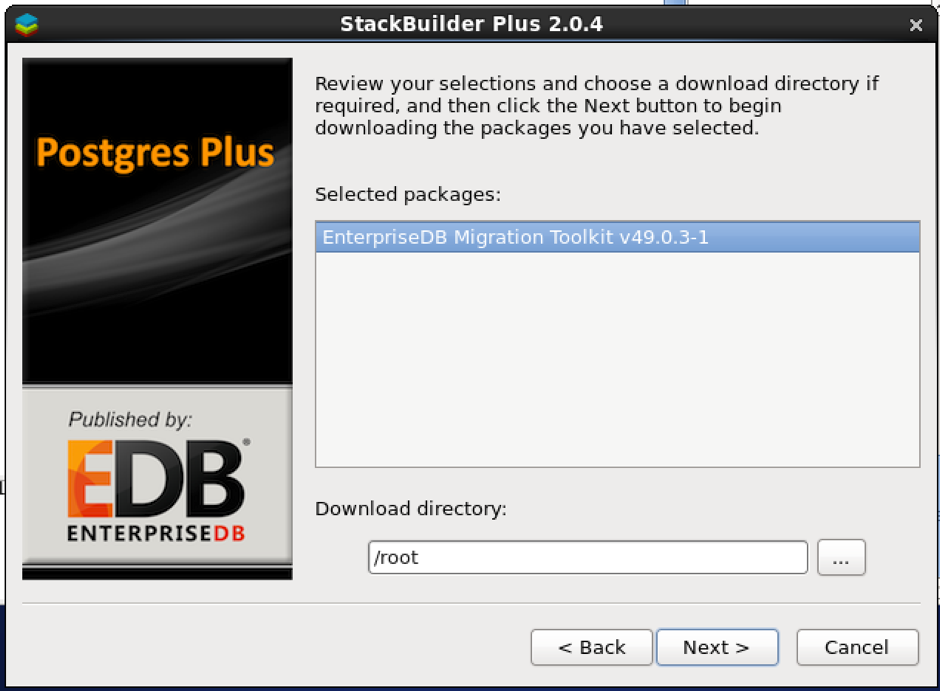 StackBuilder Plus 2.0.4
Postgres Plus
Published by:
EDB®
ENTERPRISEDB
Review your selections and choose a download directory if
required, and then click the Next button to begin
downloading the packages you have selected.
Selected packages:
EnterpriseDB Migration Toolkit v49.0.3-1
Download directory:
/root
...
< Back
Next >
Cancel